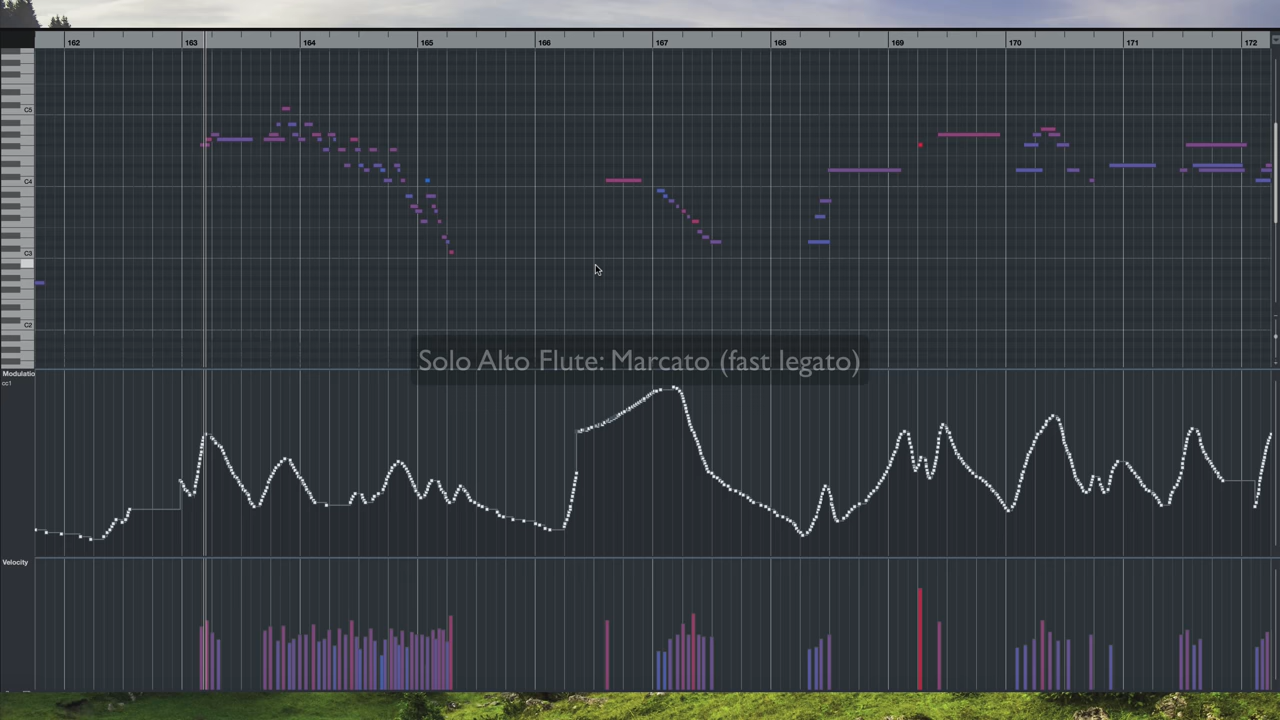 162 163 164 165 166 167 168 169 170 171 172
C5
C4
C3
C2
Solo Alto Flute: Marcato (fast legato)
Modulatio
cc1
Velocity